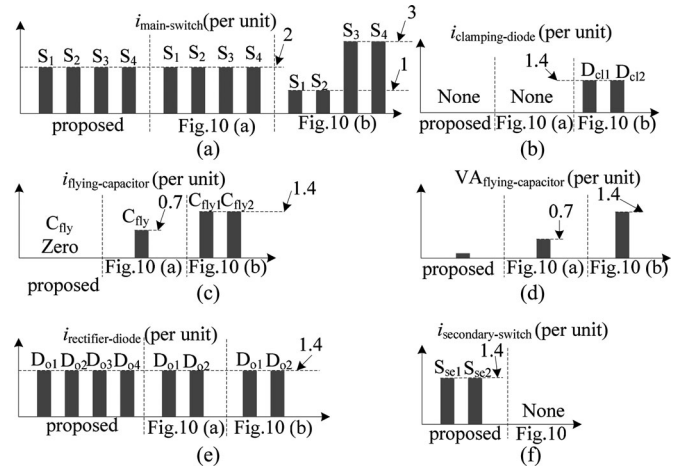 i_main-switch(per unit)
S1 S2 S3 S4
S1 S2 S3 S4
S1 S2
S3 S4
2
3
1
proposed
Fig.10 (a)
Fig.10 (b)
(a)
i_clamping-diode(per unit)
1.4
None
None
Dcl1 Dcl2
proposed
Fig.10 (a)
Fig.10 (b)
(b)
i_flying-capacitor (per unit)
Cfly
Zero
Cfly
0.7
Cfly1 Cfly2
1.4
proposed
Fig.10 (a)
Fig.10 (b)
(c)
VA_flying-capacitor(per unit)
0.7
1.4
proposed
Fig.10 (a)
Fig.10 (b)
(d)
i_rectifier-diode(per unit)
Do1 Do2 Do3 Do4
Do1 Do2
Do1 Do2
1.4
proposed
Fig.10 (a)
Fig.10 (b)
(e)
i_secondary-switch(per unit)
Sse1 Sse2
1.4
None
proposed
Fig.10
(f)